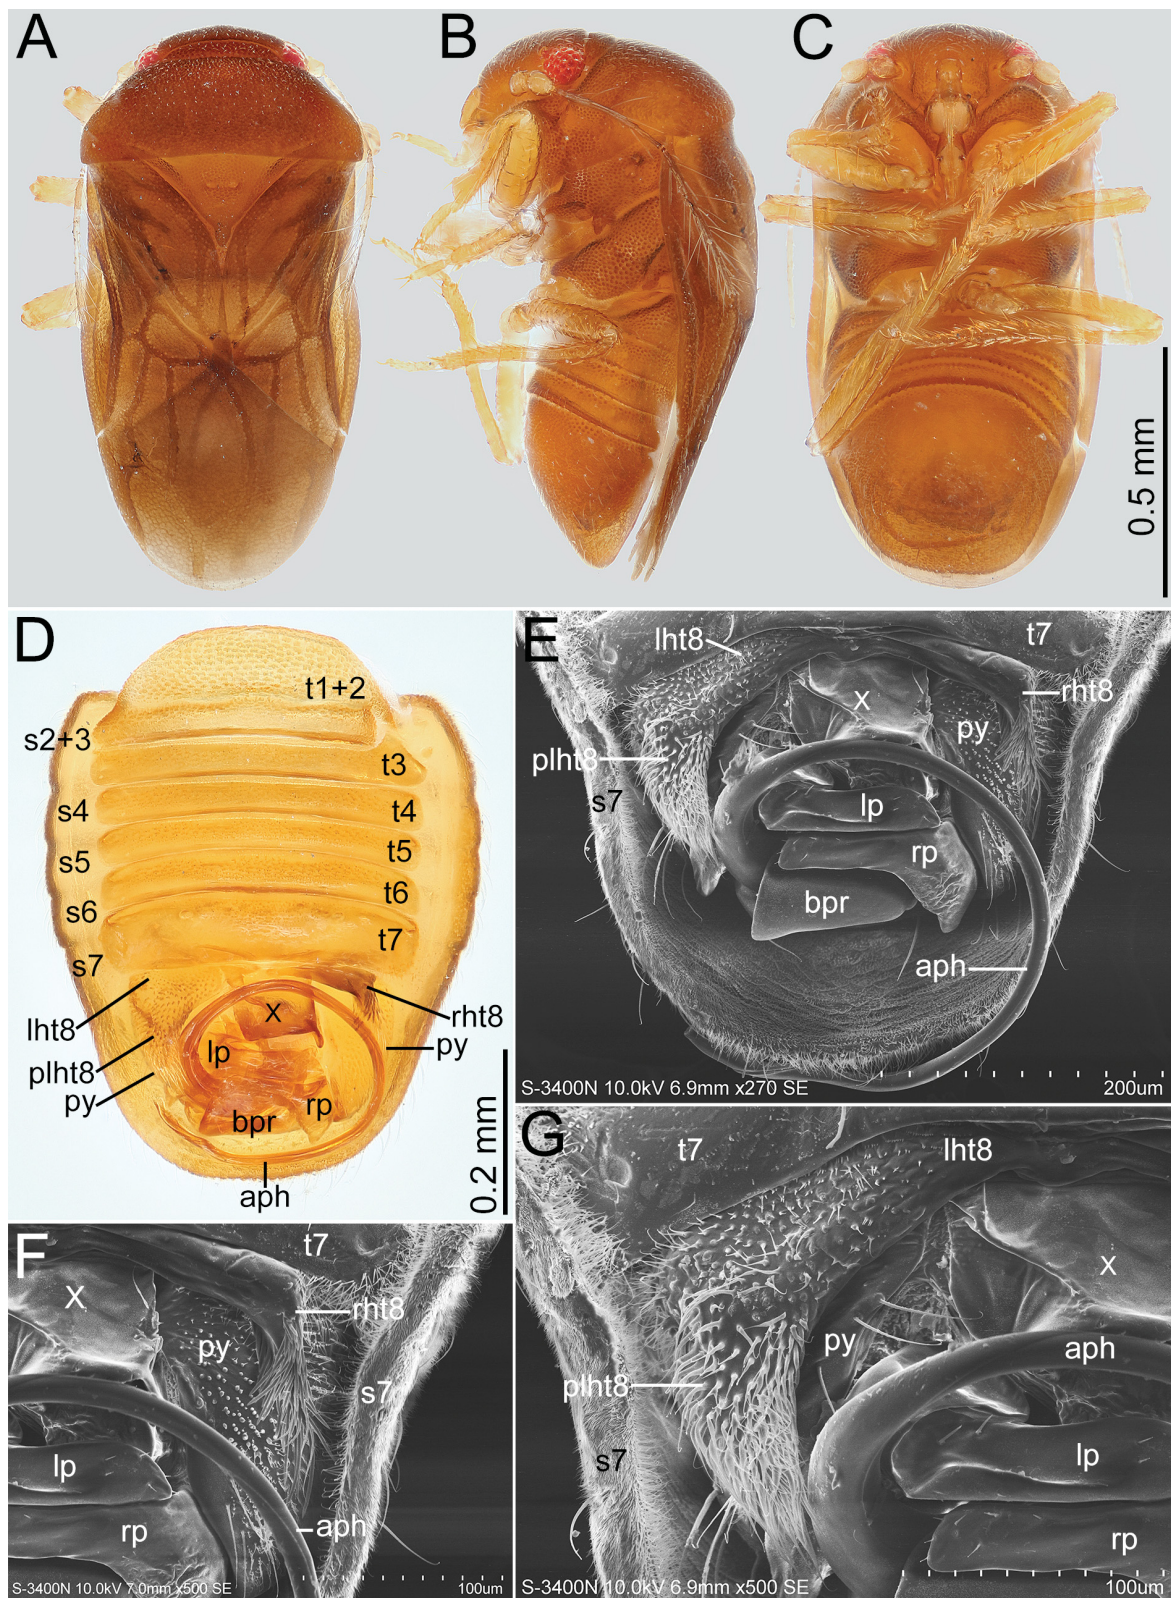 A
B
C
0.5 mm
D
t1+2
s2+3
t3
s4
t4
s5
t5
t6
s6
t7
s7
lht8
x
rht8
plht8
lp
py
py
bpr
rp
aph
0.2 mm
E
lht8
t7
x
rht8
py
plht8
s7
lp
rp
bpr
aph
S-3400N 10.0kV 6.9mm x270 SE
200um
F
t7
x
rht8
py
s7
lp
aph
rp
S-3400N 10.0kV 7.0mm x500 SE
100um
G
t7
lht8
x
py
aph
plht8
s7
lp
rp
S-3400N 10.0kV 6.9mm x500 SE
100um